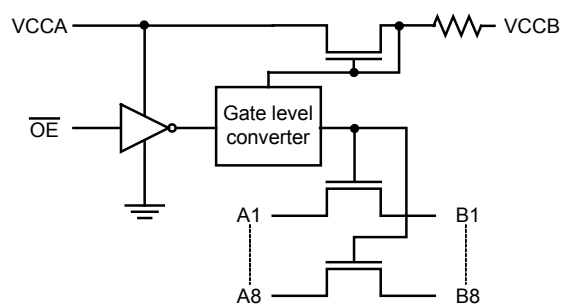 VCCA
VCCB
OE
Gate level
converter
A1
B1
A8
B8